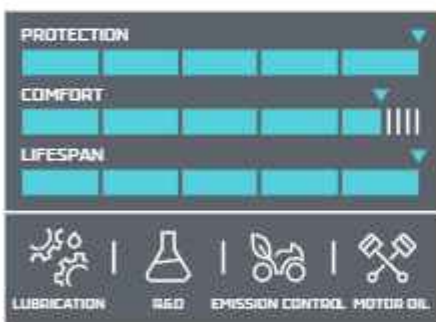 PROTECTION
COMFORT
LIFESPAN
LUBRICATION R&D EMISSION CONTROL MOTOR OIL